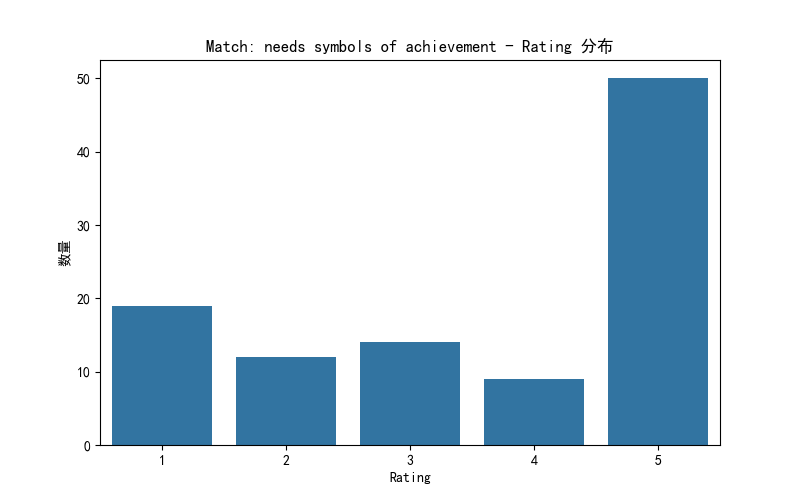 Match: needs symbols of achievement - Rating 分布
50
40
30
20
10
0
数量
1 2 3 4 5
Rating